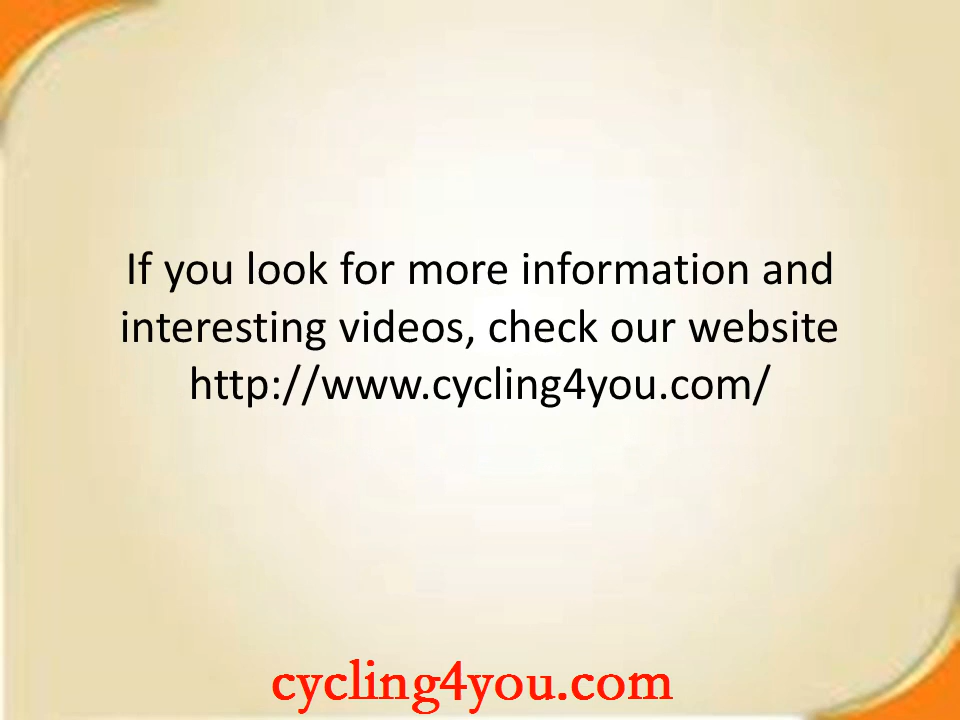 If you look for more information and
interesting videos, check our website
http://www.cycling4you.com/
cycling4you.com